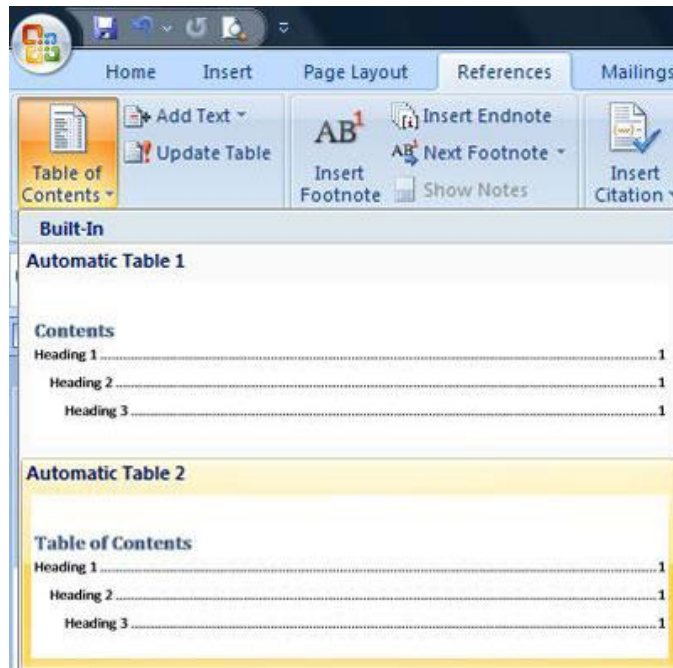 Home Insert Page Layout References Mailings
Table of Contents
Add Text
Update Table
AB1
Insert Footnote
[i] Insert Endnote
AB1 Next Footnote
Show Notes
Insert Citation
Built-In
Automatic Table 1
Contents
Heading 1 ........ 1
Heading 2 ........ 1
Heading 3 ........ 1
Automatic Table 2
Table of Contents
Heading 1 ........ 1
Heading 2 ........ 1
Heading 3 ........ 1